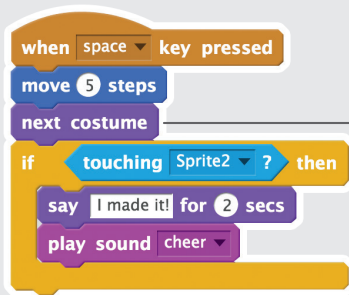 when space key pressed
move 5 steps
next costume
if touching Sprite2 ? then
say I made it! for 2 secs
play sound cheer